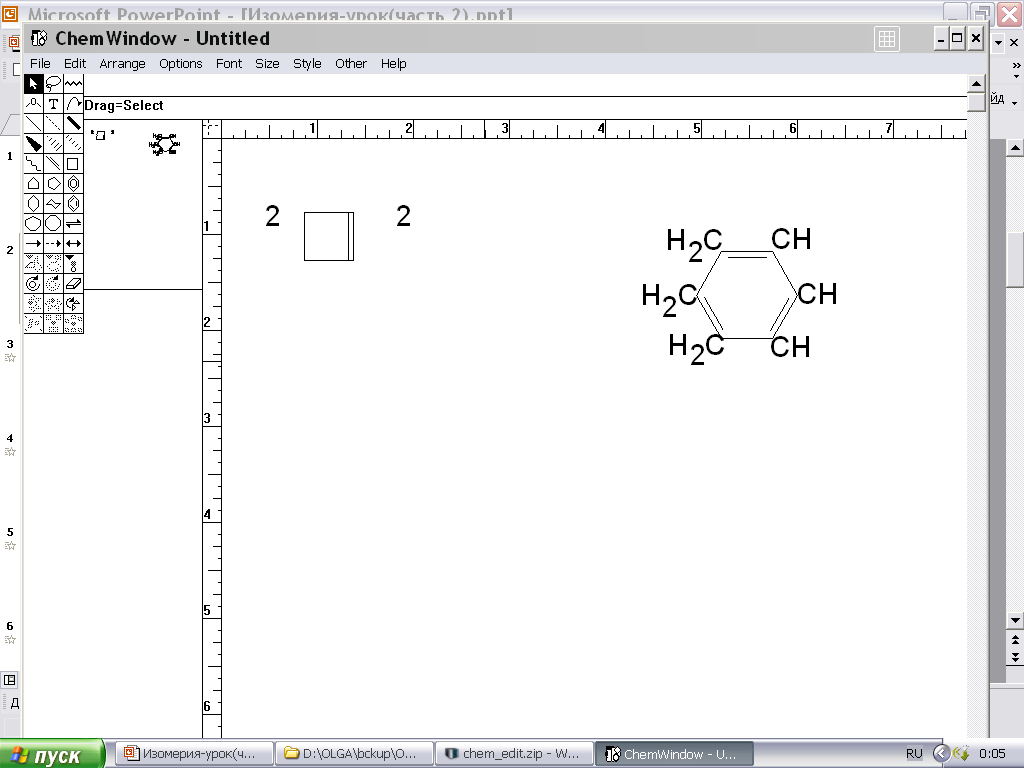 Microsoft PowerPoint - [Изомерия-урок(часть 2).ppt]
ChemWindow - Untitled
File Edit Arrange Options Font Size Style Other Help
Drag=Select
1 2 3 4 5 6 7
1
2
3
4
5
6
1
2
3
4
5
6
2 2
H2C CH
H2C CH
H2C CH
йд
Д
пуск Изомерия-урок(ч... D:\OLGA\bckup\O... chem_edit.zip - W... ChemWindow - U... RU 0:05